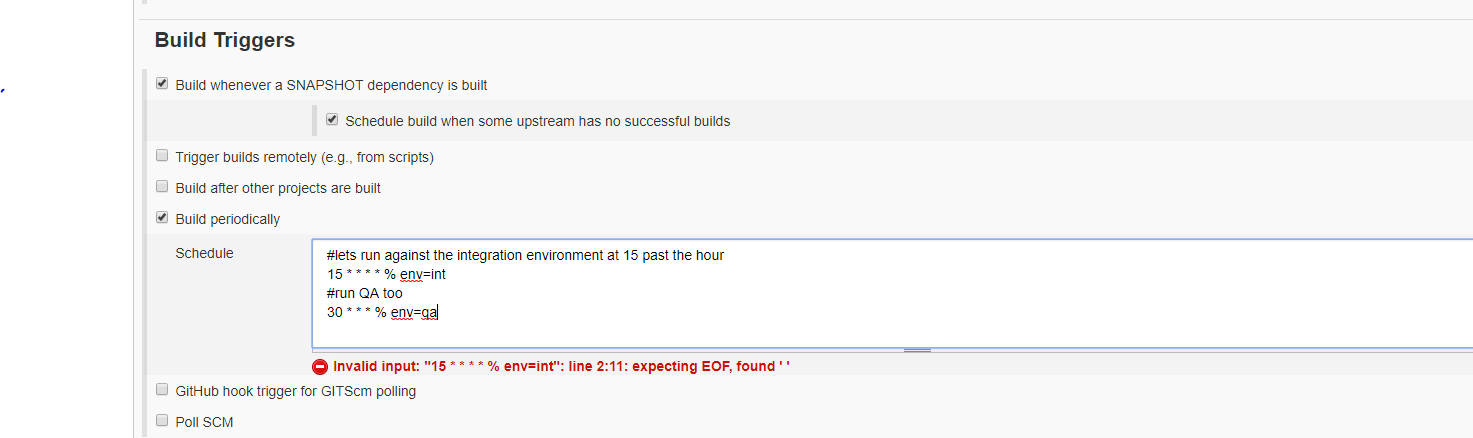 Build Triggers
Build whenever a SNAPSHOT dependency is built
Schedule build when some upstream has no successful builds
Trigger builds remotely (e.g., from scripts)
Build after other projects are built
Build periodically
Schedule
#lets run against the integration environment at 15 past the hour
15 * * * * % env=int
#run QA too
30 * * * % env=qa
Invalid input: "15 * * * * % env=int": line 2:11: expecting EOF, found ' '
GitHub hook trigger for GITScm polling
Poll SCM